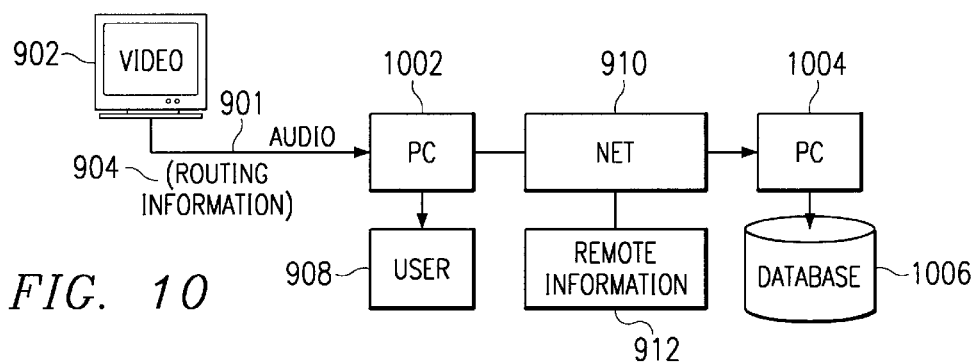 902
VIDEO
901
AUDIO
904
(ROUTING
INFORMATION)
1002
PC
910
NET
1004
PC
908
USER
REMOTE
INFORMATION
912
DATABASE
1006
FIG. 10